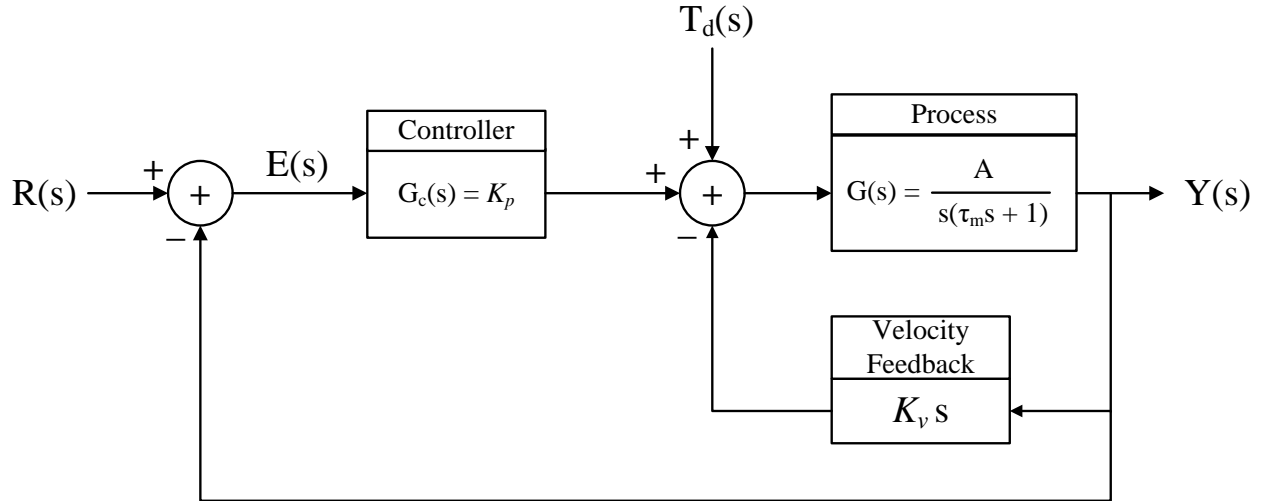 T_d(s)
Process
Controller
R(s)
+
+
−
E(s)
G_c(s) = K_p
+
+
+
−
G(s) = A / s(τ_m s + 1)
Y(s)
Velocity
Feedback
K_v s